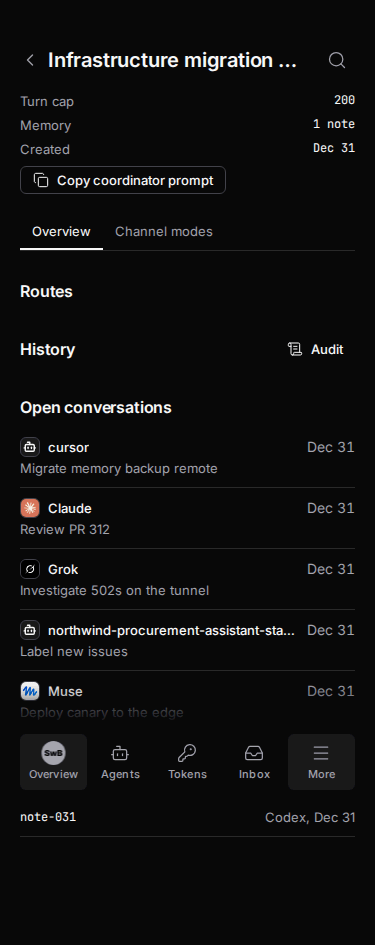 Infrastructure migration ...
Turn cap 200
Memory 1 note
Created Dec 31
Copy coordinator prompt
Overview Channel modes
Routes
History Audit
Open conversations
cursor Dec 31
Migrate memory backup remote
Claude Dec 31
Review PR 312
Grok Dec 31
Investigate 502s on the tunnel
northwind-procurement-assistant-sta... Dec 31
Label new issues
Muse Dec 31
Deploy canary to the edge
SwB
Overview Agents Tokens Inbox More
note-031 Codex, Dec 31